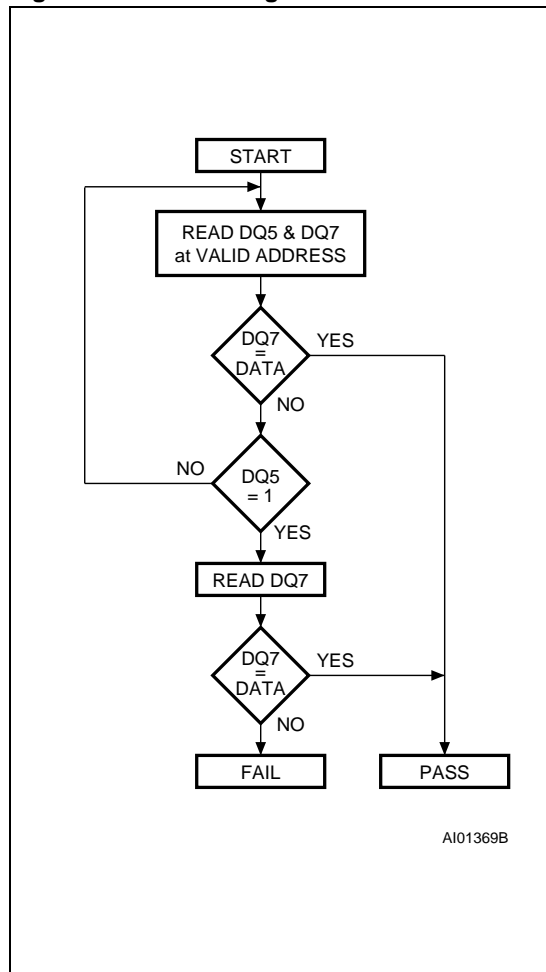 START
READ DQ5 & DQ7
at VALID ADDRESS
DQ7
=
DATA
YES
NO
DQ5
= 1
NO
YES
READ DQ7
DQ7
=
DATA
YES
NO
FAIL
PASS
AI01369B